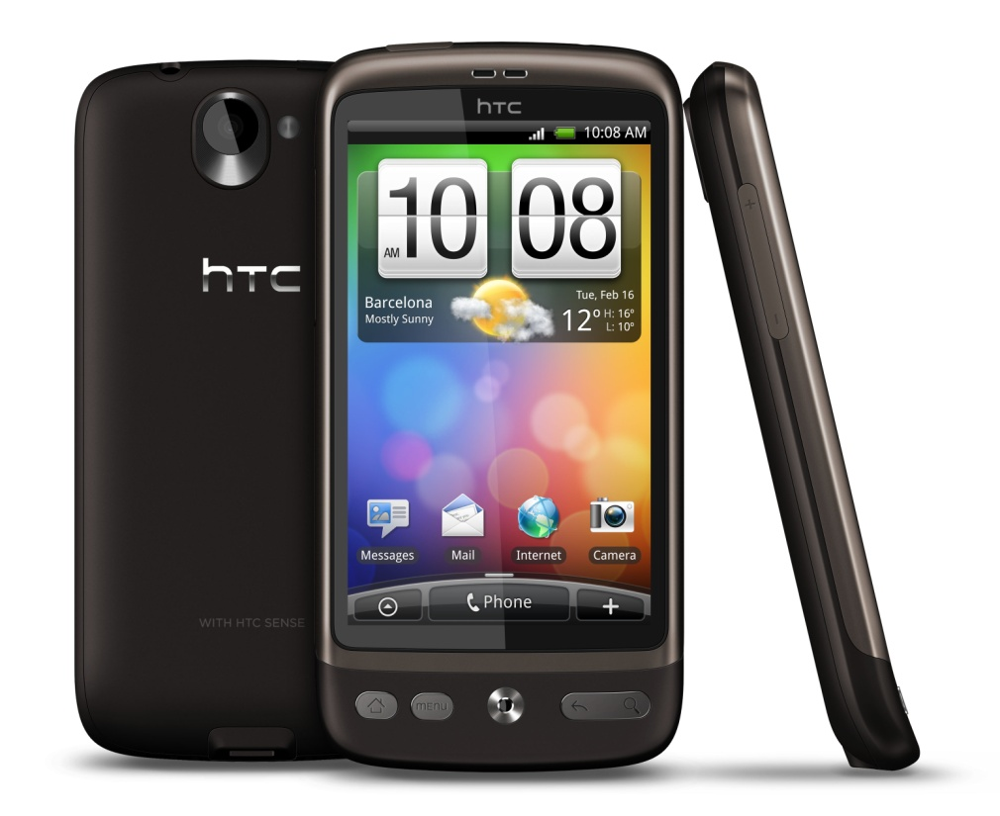 hTC
WITH HTC SENSE
hTC
10:08 AM
10 08
AM
Barcelona
Mostly Sunny
Tue, Feb 16
12° H: 16°
L: 10°
Messages Mail Internet Camera
Phone
menu